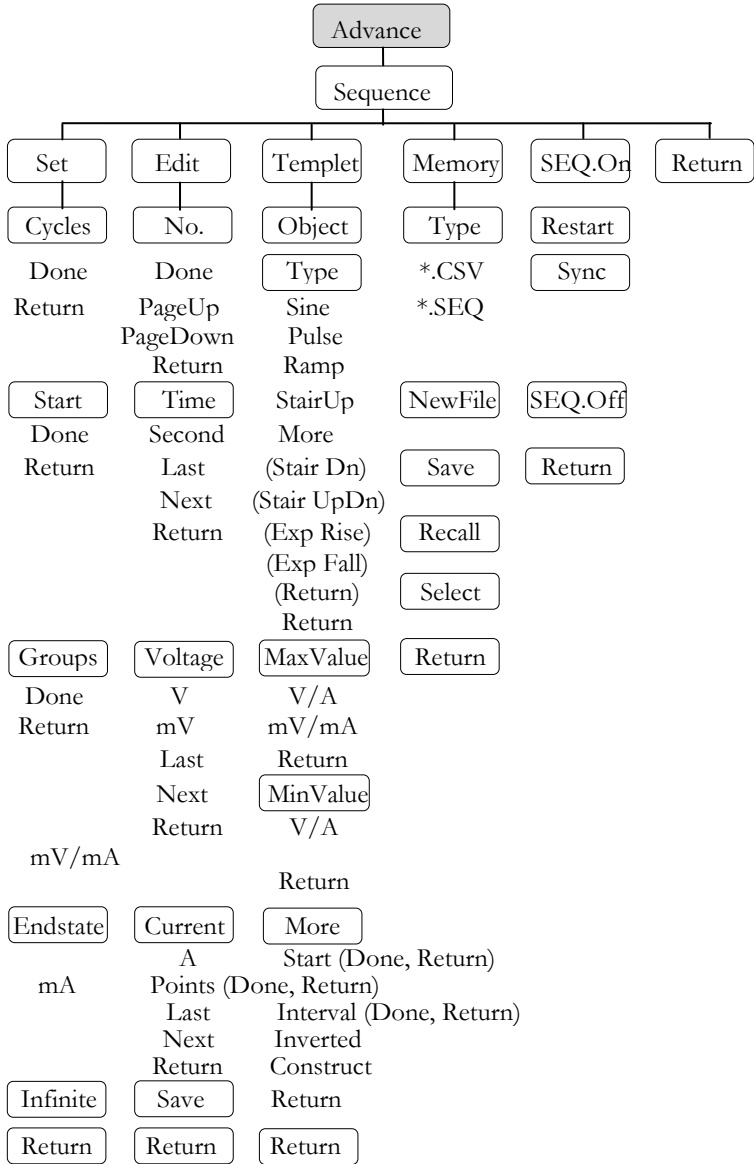 Advance
Sequence
Set Edit Templet Memory SEQ.On Return
Cycles No. Object Type Restart
Done Done Type *.CSV Sync
Return PageUp Sine *.SEQ
PageDown Pulse
Return Ramp
Start Time StairUp NewFile SEQ.Off
Done Second More
Return Last (Stair Dn) Save Return
Next (Stair UpDn)
Return (Exp Rise) Recall
(Exp Fall)
(Return) Select
Return
Groups Voltage MaxValue Return
Done V V/A
Return mV mV/mA
Last Return
Next MinValue
Return V/A
mV/mA
Return
Endstate Current More
A Start (Done, Return)
mA Points (Done, Return)
Last Interval (Done, Return)
Next Inverted
Return Construct
Infinite Save Return
Return Return Return